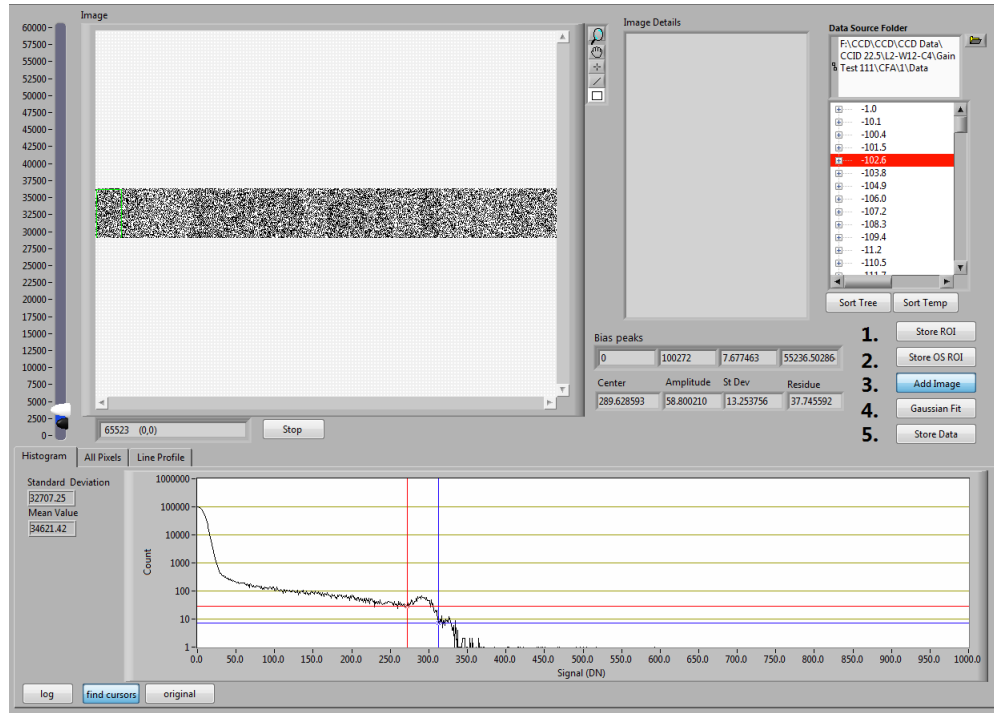 Image
60000
57500
55000
52500
50000
47500
45000
42500
40000
37500
35000
32500
30000
27500
25000
22500
20000
17500
15000
12500
10000
7500
5000
2500
0
65523 (0,0)
Stop
Image Details
Data Source Folder
F:\CCD\CCD\CCD Data\
CCID 22.5\L2-W12-C4\Gain
Test 111\CFA\1\Data
-1.0
-10.1
-100.4
-101.5
-102.6
-103.8
-104.9
-106.0
-107.2
-108.3
-109.4
-11.2
-110.5
-111.7
Sort Tree Sort Temp
1. Store ROI
2. Store OS ROI
3. Add Image
4. Gaussian Fit
5. Store Data
Bias peaks
0 100272 7.677463 55236.50286
Center Amplitude St Dev Residue
289.628593 58.800210 13.253756 37.745592
Histogram All Pixels Line Profile
Standard Deviation
32707.25
Mean Value
34621.42
Count
1000000
100000
10000
1000
100
10
1
0.0 50.0 100.0 150.0 200.0 250.0 300.0 350.0 400.0 450.0 500.0 550.0 600.0 650.0 700.0 750.0 800.0 850.0 900.0 950.0 1000.0
Signal (DN)
log find cursors original